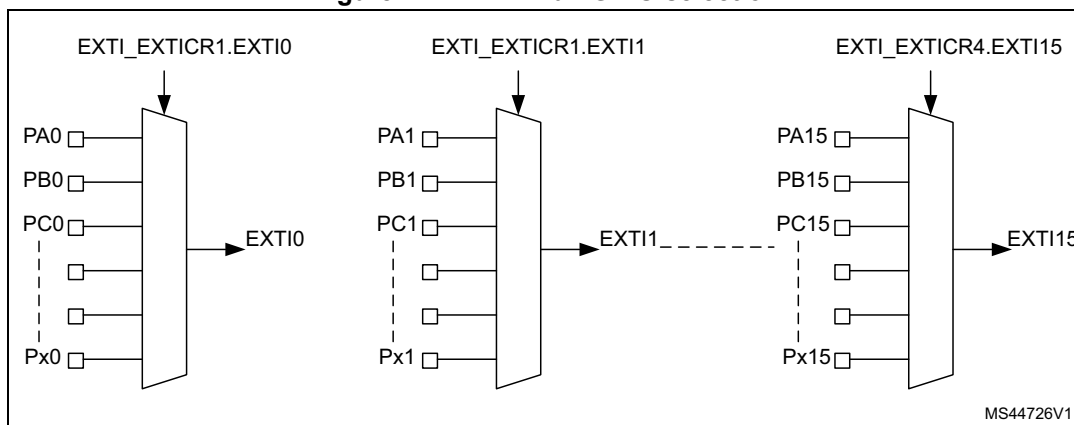 EXTI_EXTICR1.EXTI0 EXTI_EXTICR1.EXTI1 EXTI_EXTICR4.EXTI15
PA0 PA1 PA15
PB0 PB1 PB15
PC0 PC1 PC15
EXTI0 EXTI1 EXTI15
Px0 Px1 Px15
MS44726V1